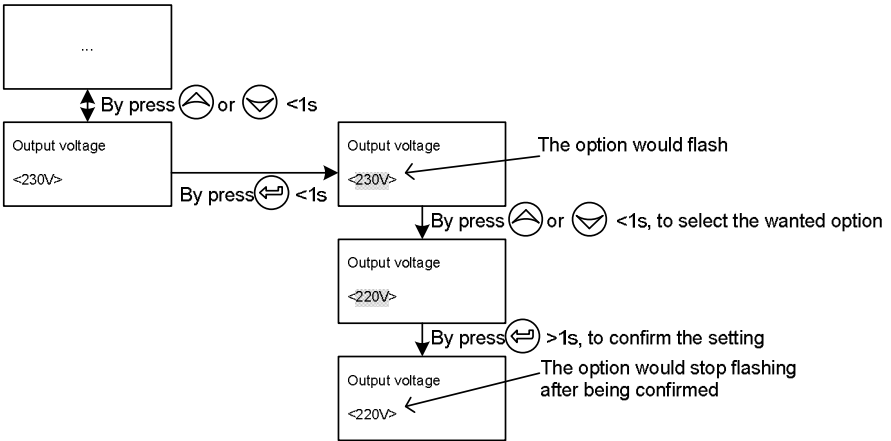 ...
By press or <1s
Output voltage
<230V>
By press <1s
Output voltage
<230V>
The option would flash
By press or <1s, to select the wanted option
Output voltage
<220V>
By press >1s, to confirm the setting
Output voltage
<220V>
The option would stop flashing
after being confirmed